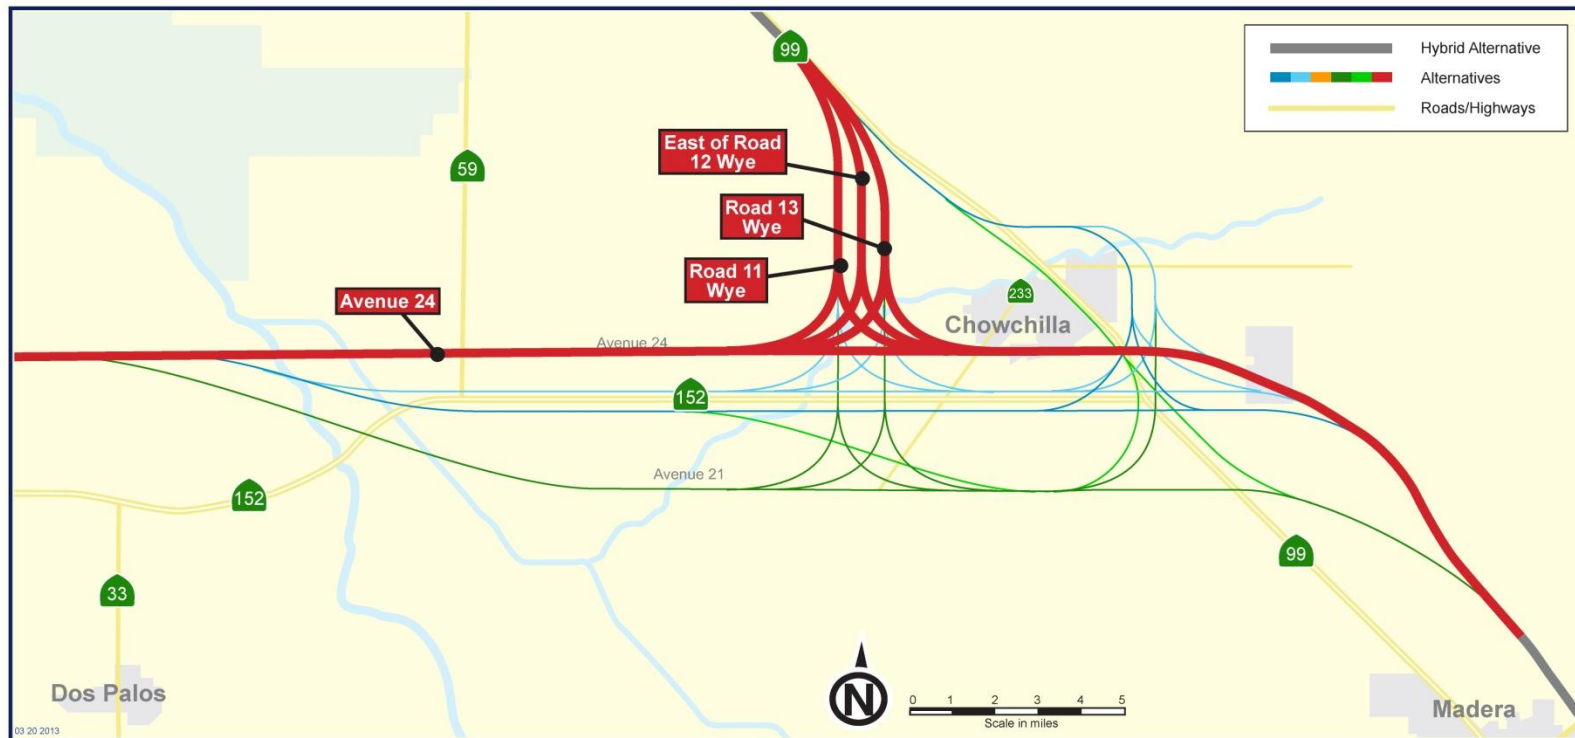 99
Hybrid Alternative
Alternatives
Roads/Highways
East of Road
12 Wye
59
Road 13
Wye
Road 11
Wye
Avenue 24
233
Chowchilla
Avenue 24
152
Avenue 21
152
99
33
Dos Palos
N
0 1 2 3 4 5
Scale in miles
Madera
03 20 2013